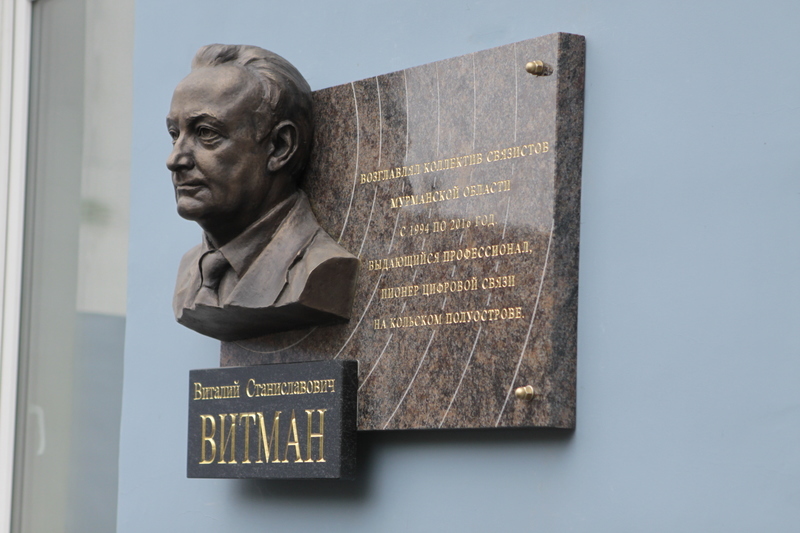 ВОЗГЛАВЛЯЛ КОЛЛЕКТИВ СВЯЗИСТОВ
МУРМАНСКОЙ ОБЛАСТИ
С 1994 ПО 2016 ГОД.
ВЫДАЮЩИЙСЯ ПРОФЕССИОНАЛ,
ПИОНЕР ЦИФРОВОЙ СВЯЗИ
НА КОЛЬСКОМ ПОЛУОСТРОВЕ.
Виталий Станиславович
ВИТМАН